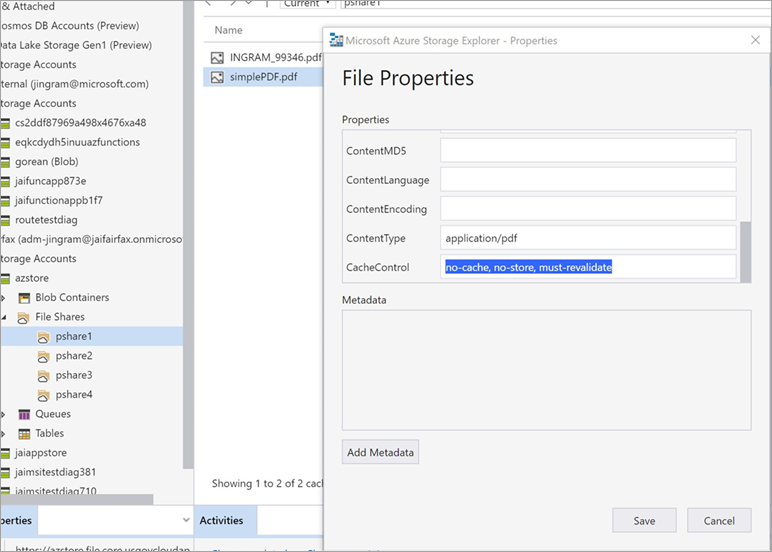 & Attached
osmos DB Accounts (Preview)
ata Lake Storage Gen1 (Preview)
torage Accounts
ternal (jingram@microsoft.com)
torage Accounts
cs2ddf87969a498x4676xa48
eqkcdydh5inuuazfunctions
gorean (Blob)
jaifuncapp873e
jaifunctionappb1f7
routetestdiag
rfax (adm-jingram@jaifairfax.onmicroso
torage Accounts
azstore
Blob Containers
File Shares
pshare1
pshare2
pshare3
pshare4
Queues
Tables
jaiappstore
jaimsitestdiag381
jaimsitestdiag710
perties
https://azstore.file.core.usgovcloudap
Current
pshare1
Name
INGRAM_99346.pdf
simplePDF.pdf
Showing 1 to 2 of 2 cac
Activities
Microsoft Azure Storage Explorer - Properties
File Properties
Properties
ContentMD5
ContentLanguage
ContentEncoding
ContentType application/pdf
CacheControl no-cache, no-store, must-revalidate
Metadata
Add Metadata
Save Cancel